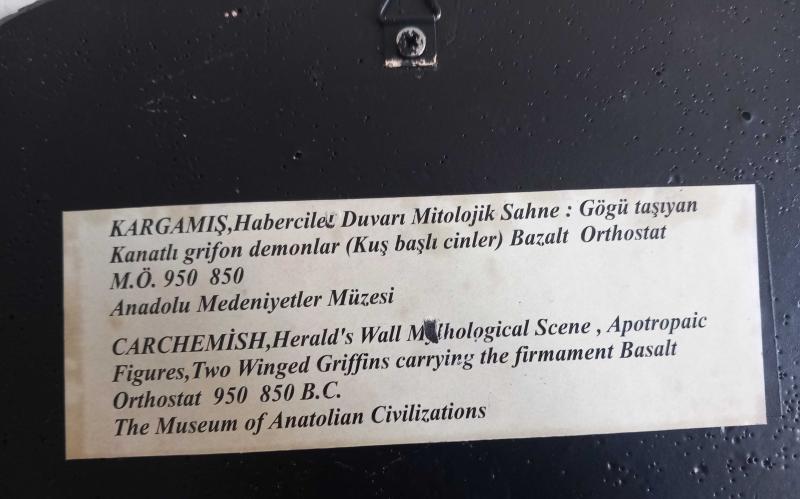 KARGAMIŞ,Habercileı Duvarı Mitolojik Sahne : Gögü taşıyan
Kanatlı grifon demonlar (Kuş başlı cinler) Bazalt Orthostat
M.Ö. 950 850
Anadolu Medeniyetler Müzesi
CARCHEMİSH,Herald's Wall Mythological Scene , Apotropaic
Figures,Two Winged Griffins carrying the firmament Basalt
Orthostat 950 850 B.C.
The Museum of Anatolian Civilizations